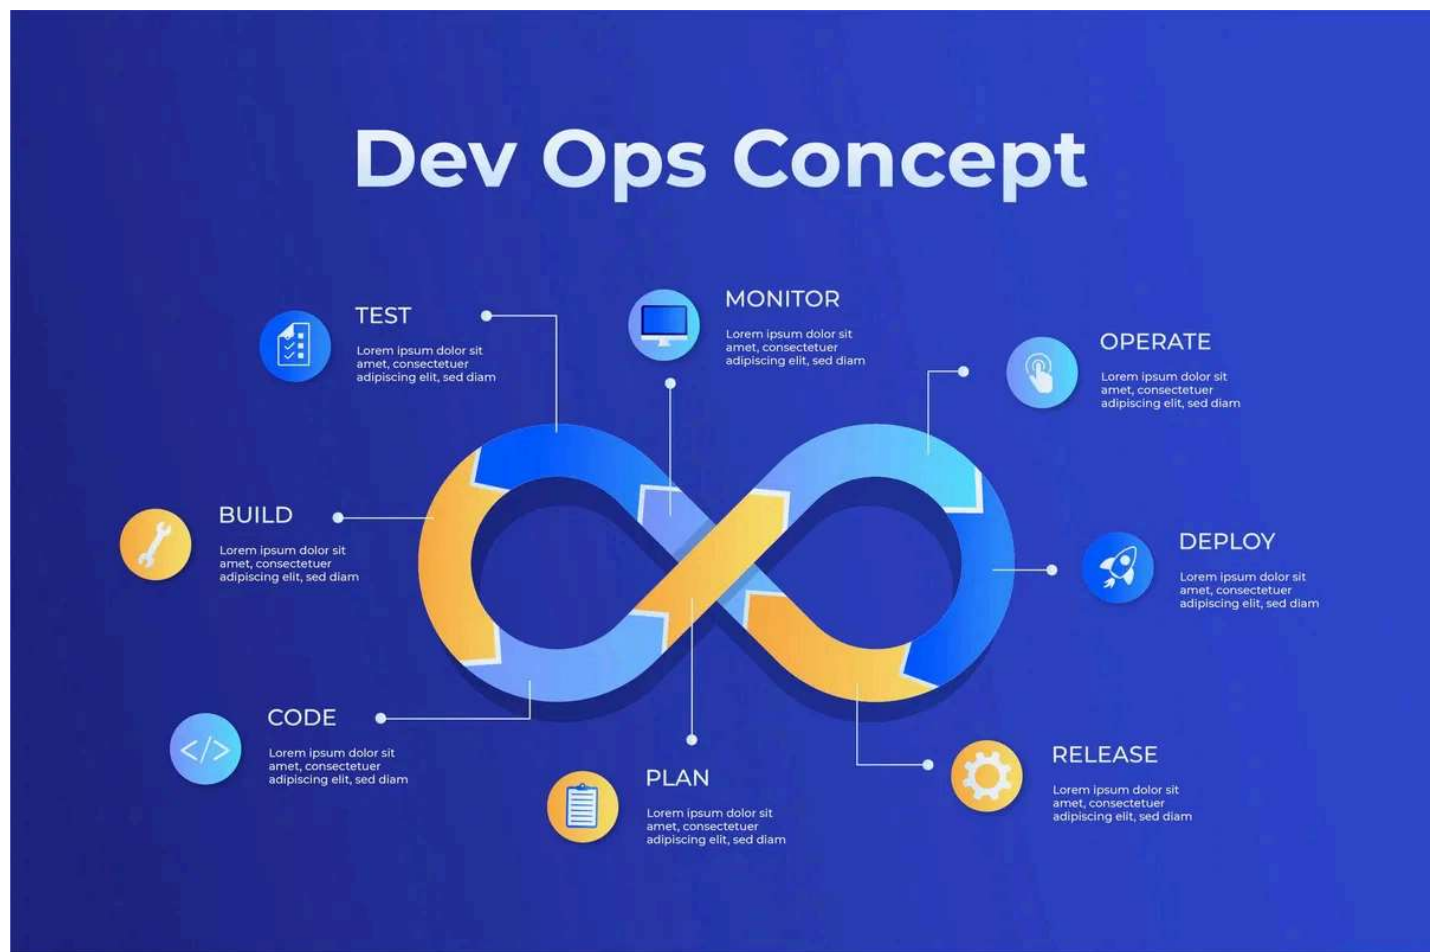 Dev Ops Concept
TEST
Lorem ipsum dolor sit
amet, consectetuer
adipiscing elit, sed diam
MONITOR
Lorem ipsum dolor sit
amet, consectetuer
adipiscing elit, sed diam
OPERATE
Lorem ipsum dolor sit
amet, consectetuer
adipiscing elit, sed diam
BUILD
Lorem ipsum dolor sit
amet, consectetuer
adipiscing elit, sed diam
DEPLOY
Lorem ipsum dolor sit
amet, consectetuer
adipiscing elit, sed diam
CODE
</>
Lorem ipsum dolor sit
amet, consectetuer
adipiscing elit, sed diam
PLAN
Lorem ipsum dolor sit
amet, consectetuer
adipiscing elit, sed diam
RELEASE
Lorem ipsum dolor sit
amet, consectetuer
adipiscing elit, sed diam